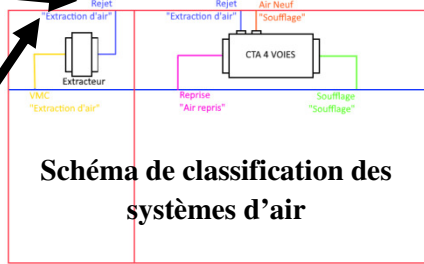 Rejet
"Extraction d'air"
Extracteur
VMC
"Extraction d'air"
Rejet
"Extraction d'air"
Air Neuf
"Soufflage"
CTA 4 VOIES
Reprise
"Air repris"
Soufflage
"Soufflage"
Schéma de classification des
systèmes d'air